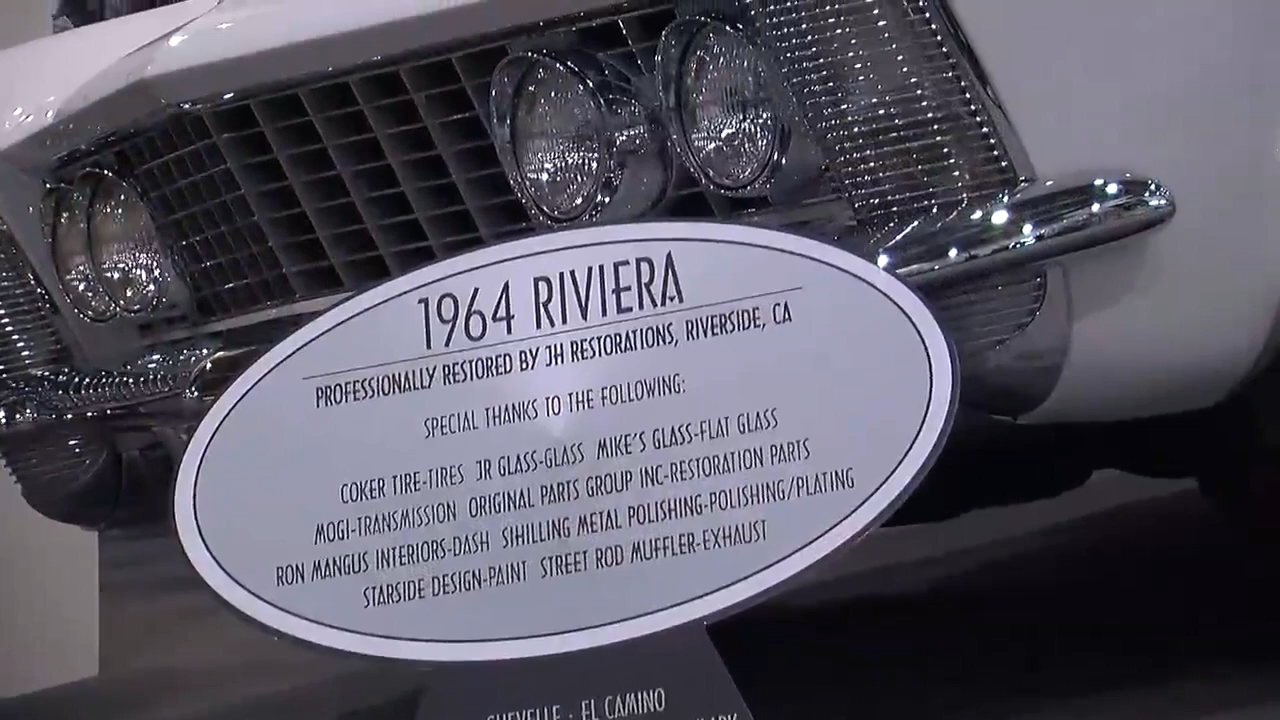 1964 RIVIERA
PROFESSIONALLY RESTORED BY JH RESTORATIONS, RIVERSIDE, CA
SPECIAL THANKS TO THE FOLLOWING:
COKER TIRE-TIRES JR GLASS-GLASS MIKE'S GLASS-FLAT GLASS
MOGI-TRANSMISSION ORIGINAL PARTS GROUP INC-RESTORATION PARTS
RON MANGUS INTERIORS-DASH SIHILLING METAL POLISHING-POLISHING/PLATING
STARSIDE DESIGN-PAINT STREET ROD MUFFLER-EXHAUST
CHEVELLE · EL CAMINO